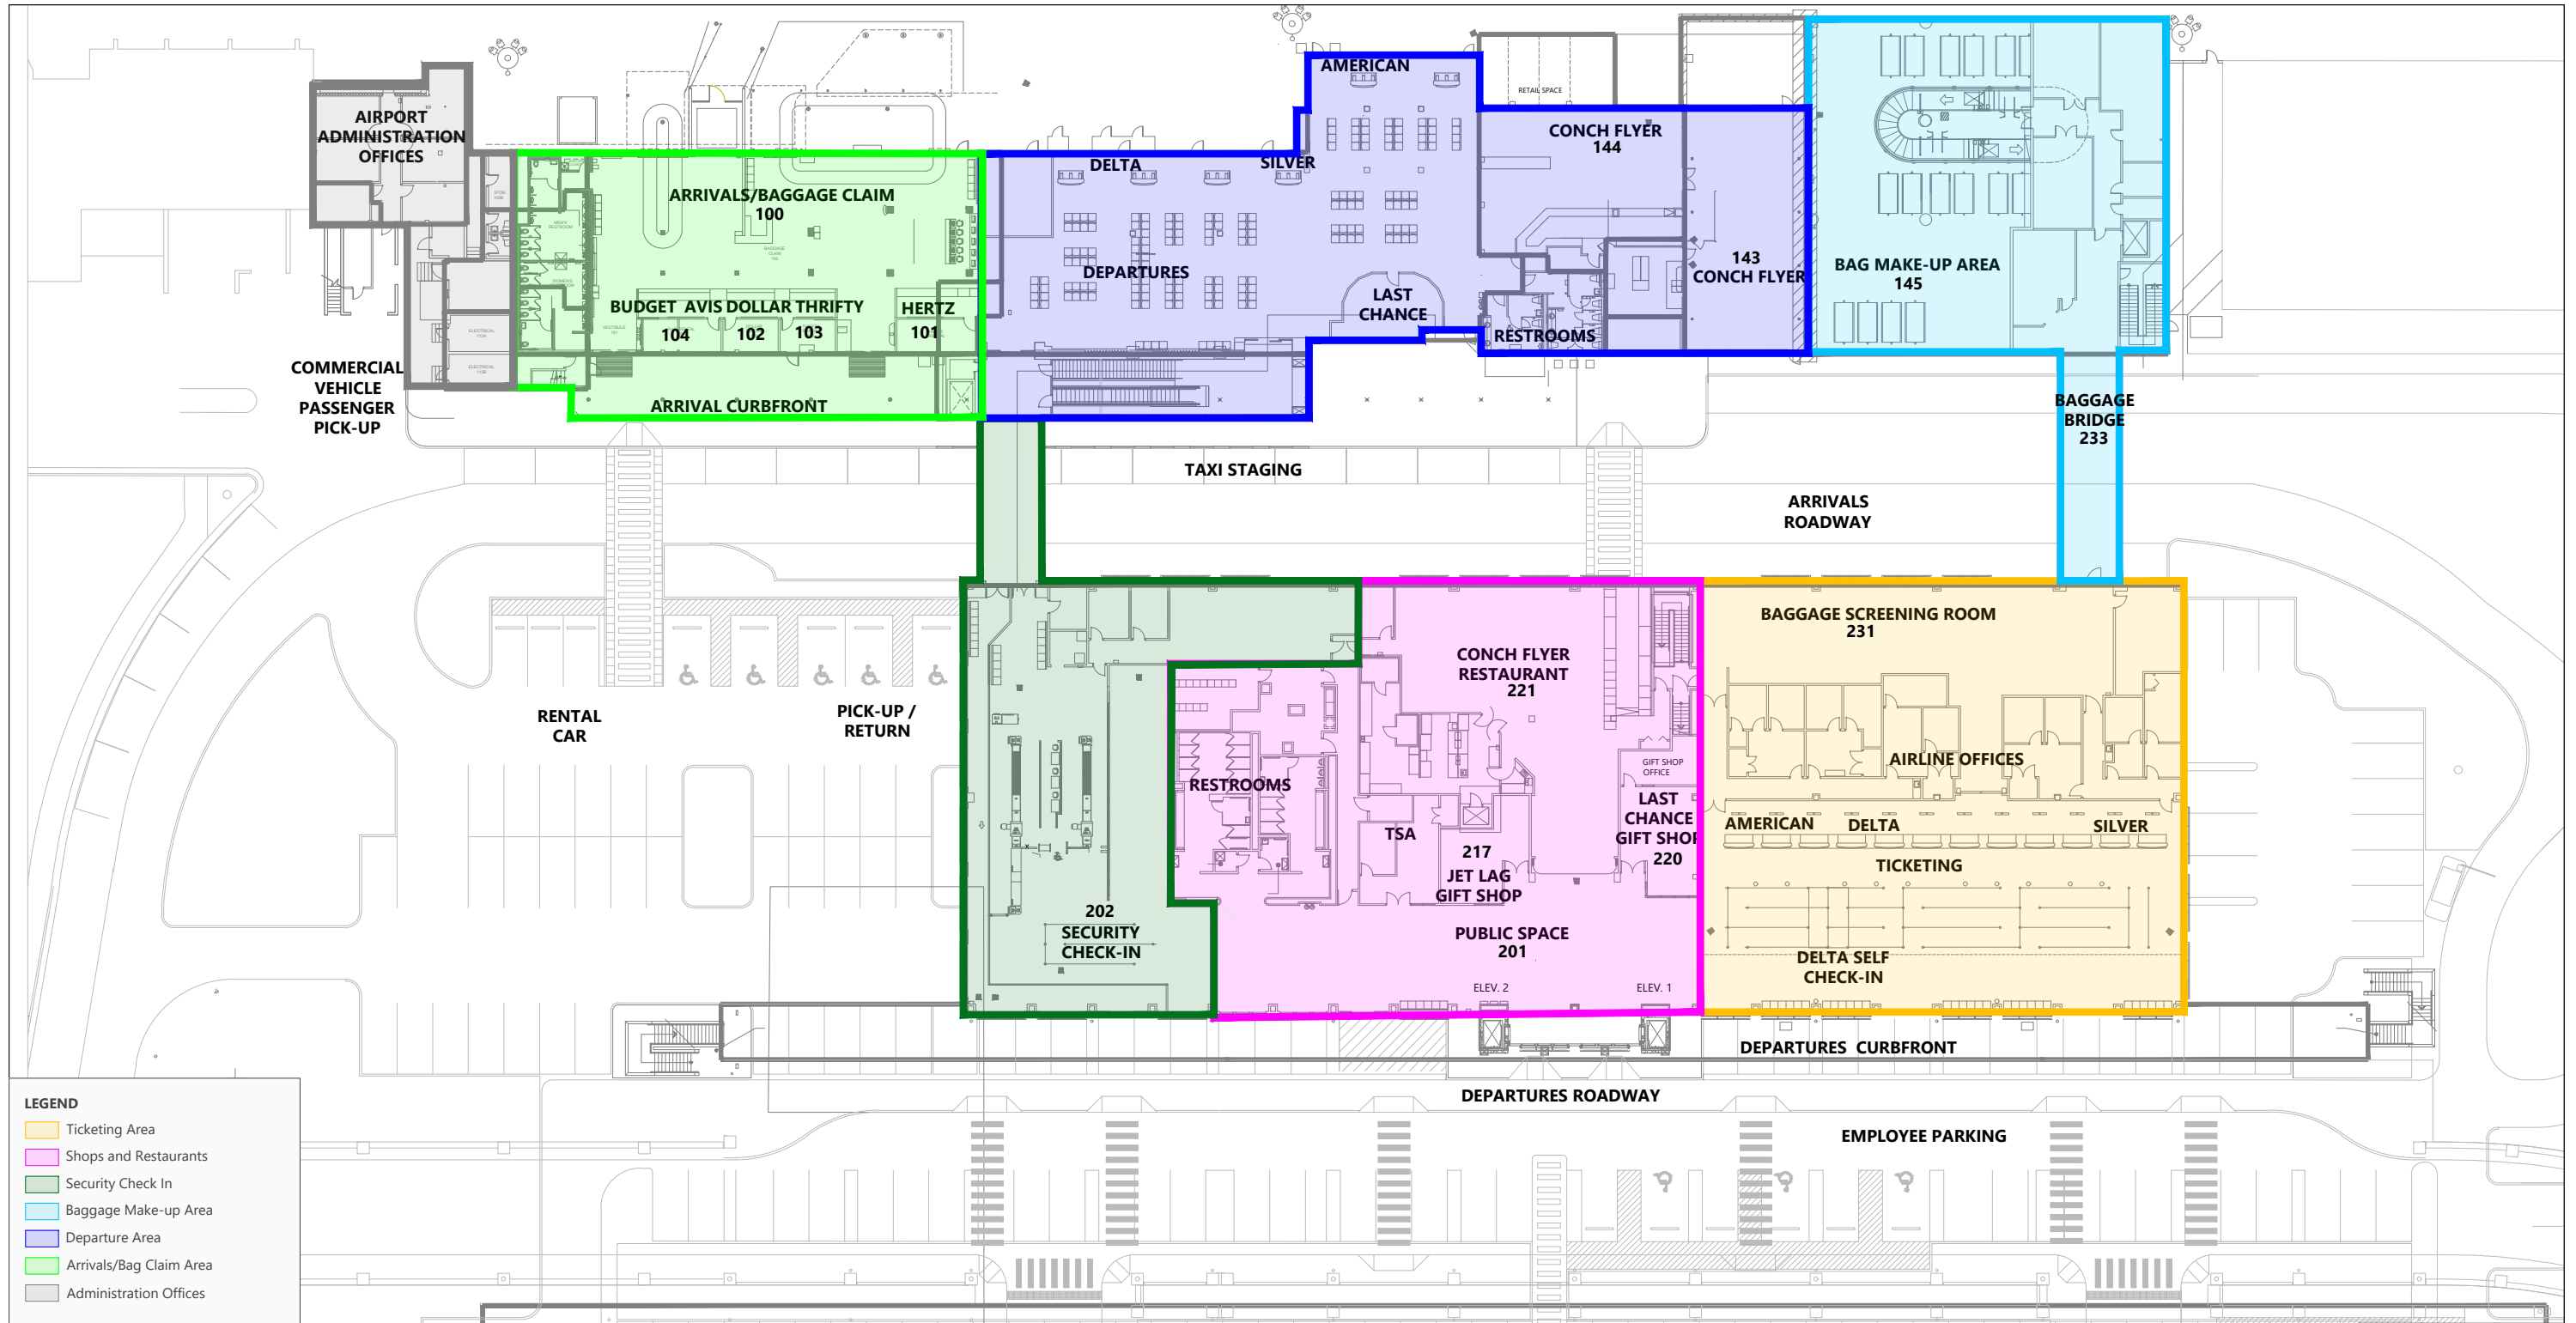 AMERICAN
RETAIL SPACE
AIRPORT
ADMINISTRATION
OFFICES
CONCH FLYER
144
DELTA
SILVER
ARRIVALS/BAGGAGE CLAIM
100
MEN'S
RESTROOM
BAGGAGE
CLAIM
DEPARTURES
143
CONCH FLYER
BAG MAKE-UP AREA
145
BUDGET AVIS DOLLAR THRIFTY
104
102
103
HERTZ
101
LAST
CHANCE
RESTROOMS
ELECTRICAL
ELECTRICAL
COMMERCIAL
VEHICLE
PASSENGER
PICK-UP
ARRIVAL CURBFRONT
BAGGAGE
BRIDGE
233
TAXI STAGING
ARRIVALS
ROADWAY
BAGGAGE SCREENING ROOM
231
CONCH FLYER
RESTAURANT
221
RENTAL
CAR
PICK-UP /
RETURN
AIRLINE OFFICES
GIFT SHOP
OFFICE
RESTROOMS
LAST
CHANCE
GIFT SHOP
220
TSA
217
JET LAG
GIFT SHOP
AMERICAN
DELTA
SILVER
TICKETING
202
SECURITY
CHECK-IN
PUBLIC SPACE
201
DELTA SELF
CHECK-IN
ELEV. 2
ELEV. 1
DEPARTURES CURBFRONT
DEPARTURES ROADWAY
EMPLOYEE PARKING
LEGEND
Ticketing Area
Shops and Restaurants
Security Check In
Baggage Make-up Area
Departure Area
Arrivals/Bag Claim Area
Administration Offices